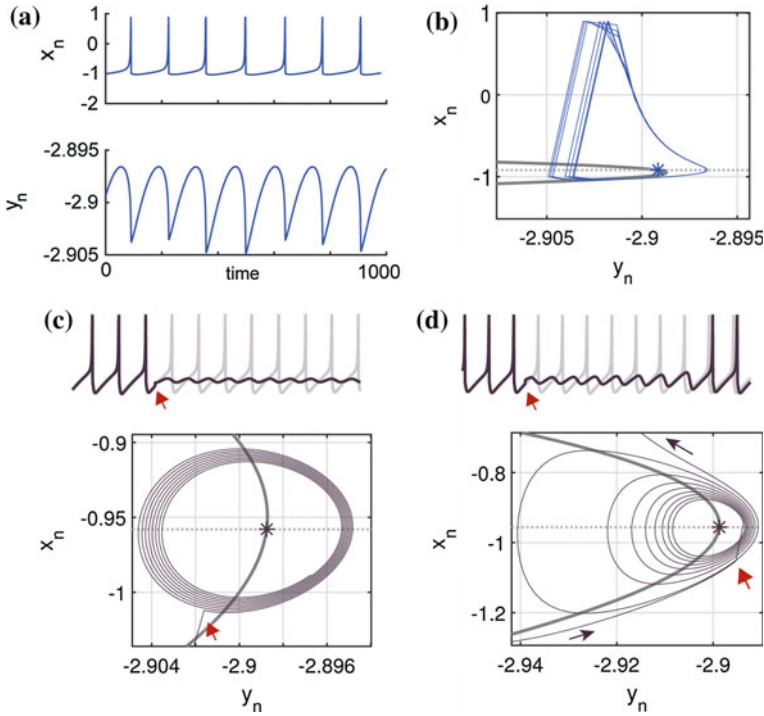 (a)
x_n
1
0
-1
-2
y_n
-2.895
-2.9
-2.905
0
time
1000
(b)
x_n
1
0
-1
-2.905
-2.9
-2.895
y_n
(c)
x_n
-0.9
-0.95
-1
-2.904
-2.9
-2.896
y_n
(d)
x_n
-0.8
-1
-1.2
-2.94
-2.92
-2.9
y_n